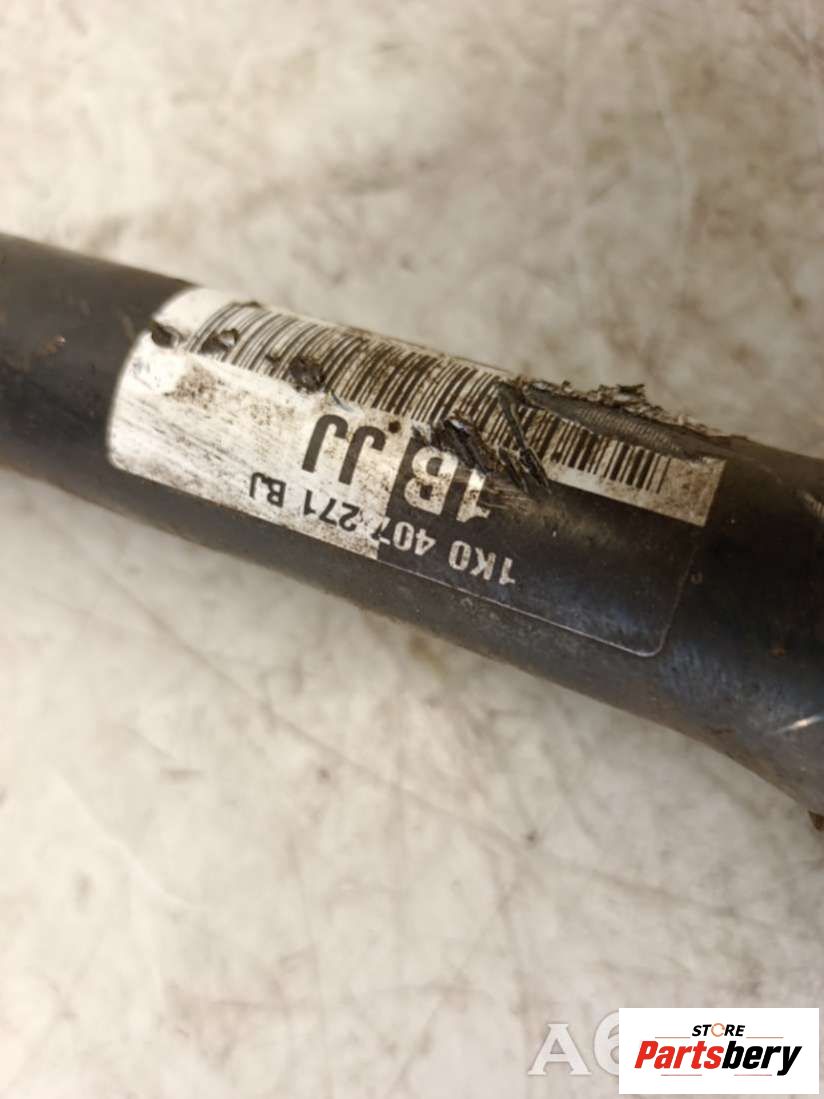 1K0 407 271 BJ
1B JJ
STORE
Partsbery